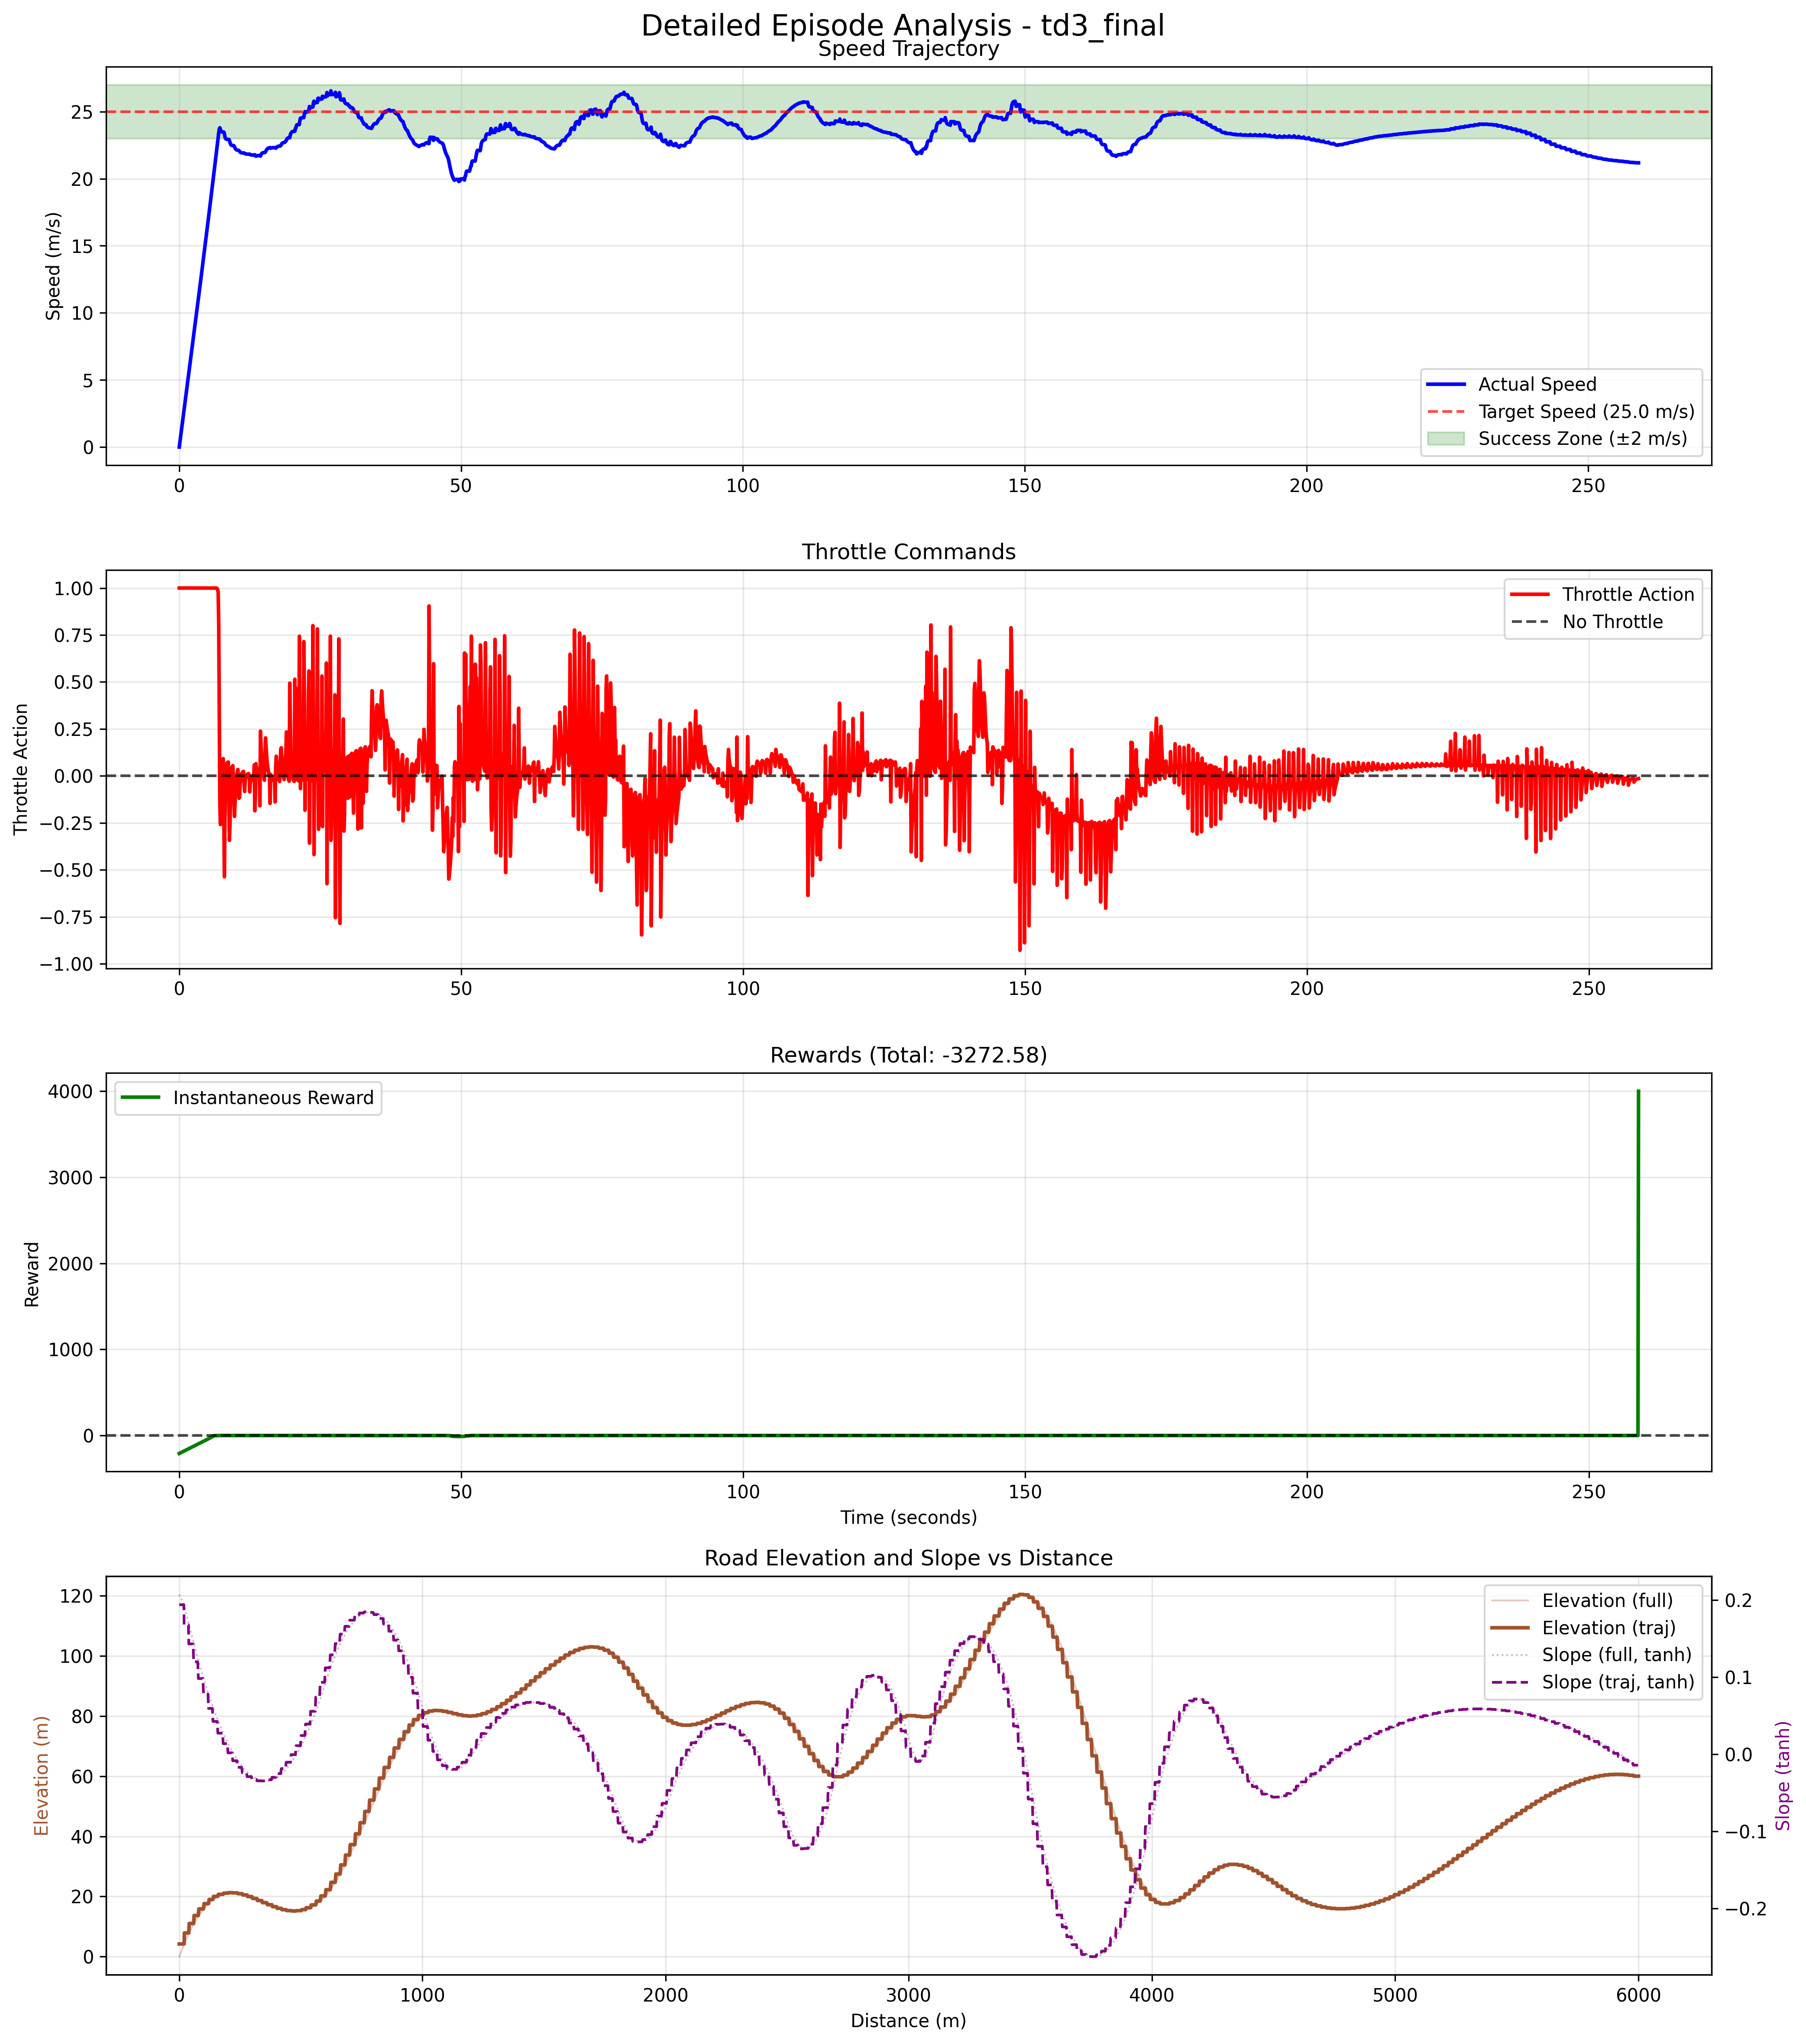 Detailed Episode Analysis - td3_final
Speed Trajectory
Speed (m/s)
25
20
15
10
5
0
Actual Speed
Target Speed (25.0 m/s)
Success Zone (±2 m/s)
0 50 100 150 200 250
Throttle Commands
Throttle Action
1.00
0.75
0.50
0.25
0.00
−0.25
−0.50
−0.75
−1.00
Throttle Action
No Throttle
0 50 100 150 200 250
Rewards (Total: -3272.58)
Reward
4000
3000
2000
1000
0
Instantaneous Reward
0 50 100 150 200 250
Time (seconds)
Road Elevation and Slope vs Distance
Elevation (m)
120
100
80
60
40
20
0
Elevation (full)
Elevation (traj)
Slope (full, tanh)
Slope (traj, tanh)
0.2
0.1
0.0
−0.1
−0.2
Slope (tanh)
0 1000 2000 3000 4000 5000 6000
Distance (m)